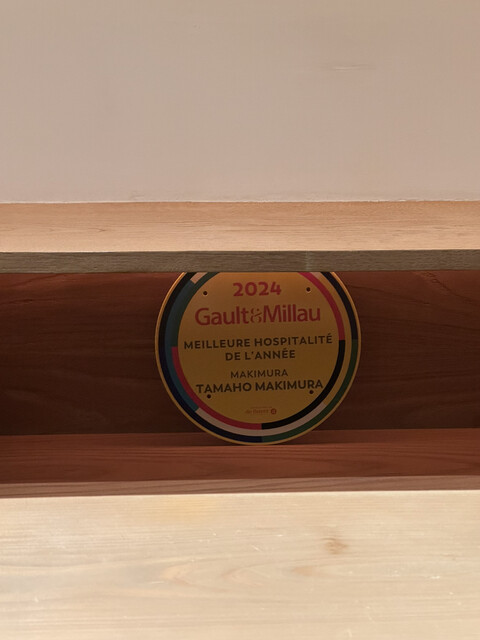 2024
Gault&Millau
MEILLEURE HOSPITALITÉ
DE L'ANNÉE
MAKIMURA
TAMAHO MAKIMURA